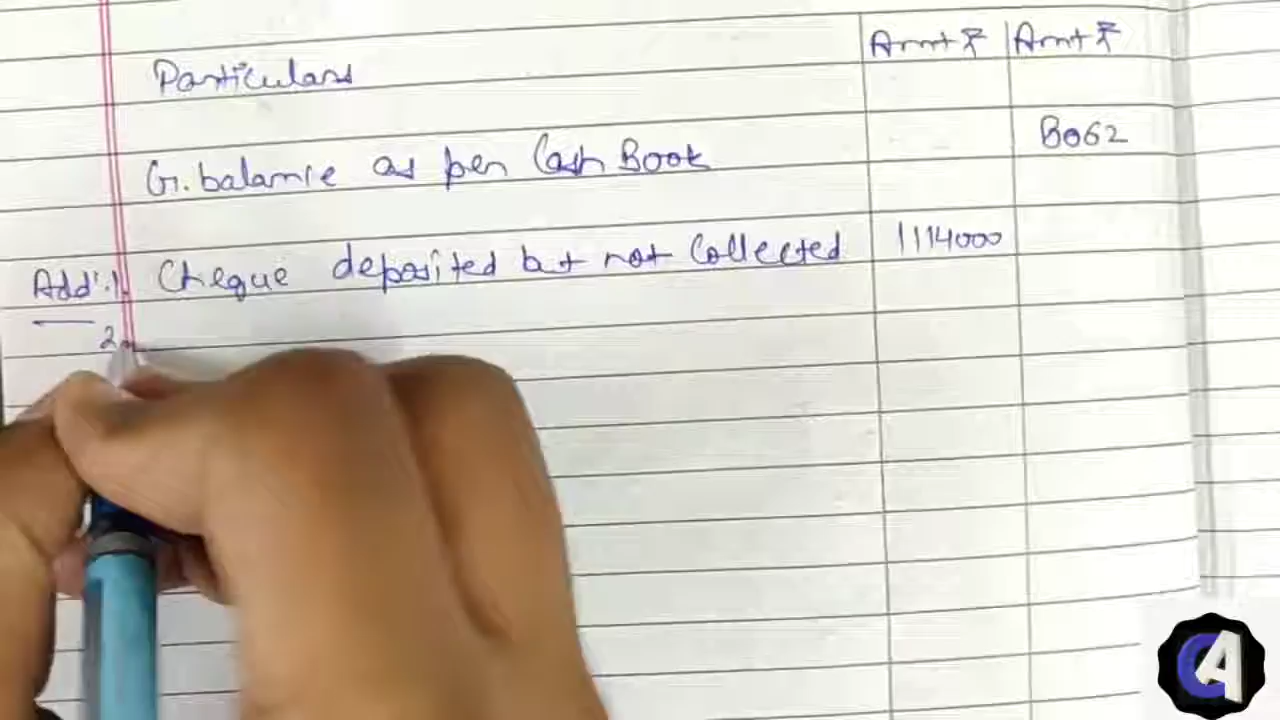 Particulars Amt ₹ Amt ₹
Cr. balance as per Cash Book 8062
Add:1. Cheque deposited but not Collected 1114000
2
CA